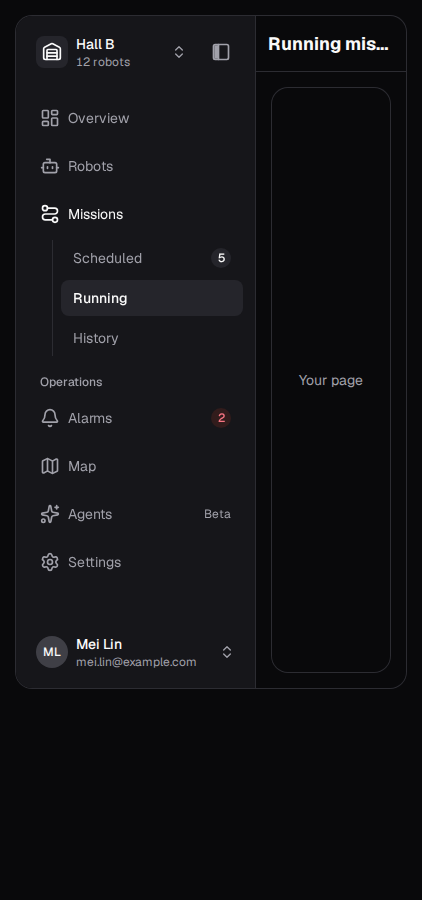 Hall B
12 robots
Overview
Robots
Missions
Scheduled 5
Running
History
Operations
Alarms 2
Map
Agents Beta
Settings
ML
Mei Lin
mei.lin@example.com
Running mis...
Your page